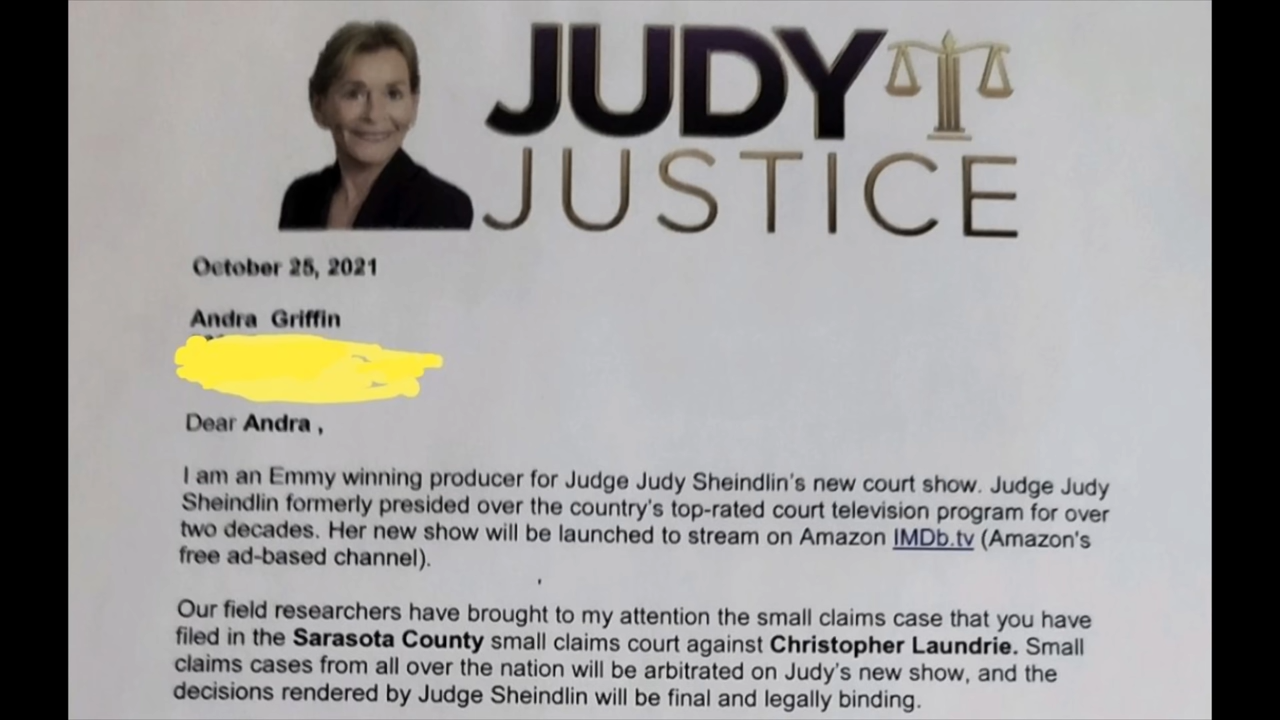 JUDY
JUSTICE
October 25, 2021
Andra Griffin
Dear Andra ,
I am an Emmy winning producer for Judge Judy Sheindlin's new court show. Judge Judy
Sheindlin formerly presided over the country's top-rated court television program for over
two decades. Her new show will be launched to stream on Amazon IMDb.tv (Amazon's
free ad-based channel).
Our field researchers have brought to my attention the small claims case that you have
filed in the Sarasota County small claims court against Christopher Laundrie. Small
claims cases from all over the nation will be arbitrated on Judy's new show, and the
decisions rendered by Judge Sheindlin will be final and legally binding.